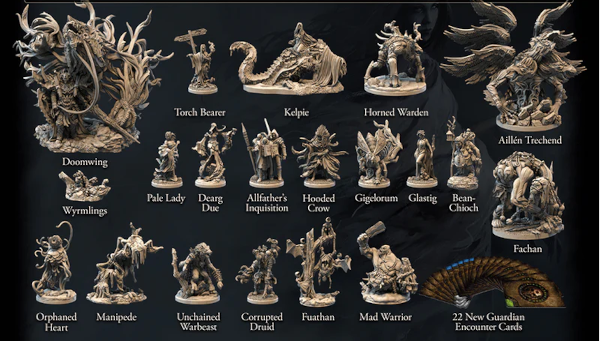 Torch Bearer
Kelpie
Horned Warden
Aillén Trechend
Doomwing
Pale Lady
Dearg
Due
Allfather's
Inquisition
Hooded
Crow
Gigelorum
Glastig
Bean-
Chioch
Wyrmlings
Fachan
Orphaned
Heart
Manipede
Unchained
Warbeast
Corrupted
Druid
Fuathan
Mad Warrior
22 New Guardian
Encounter Cards